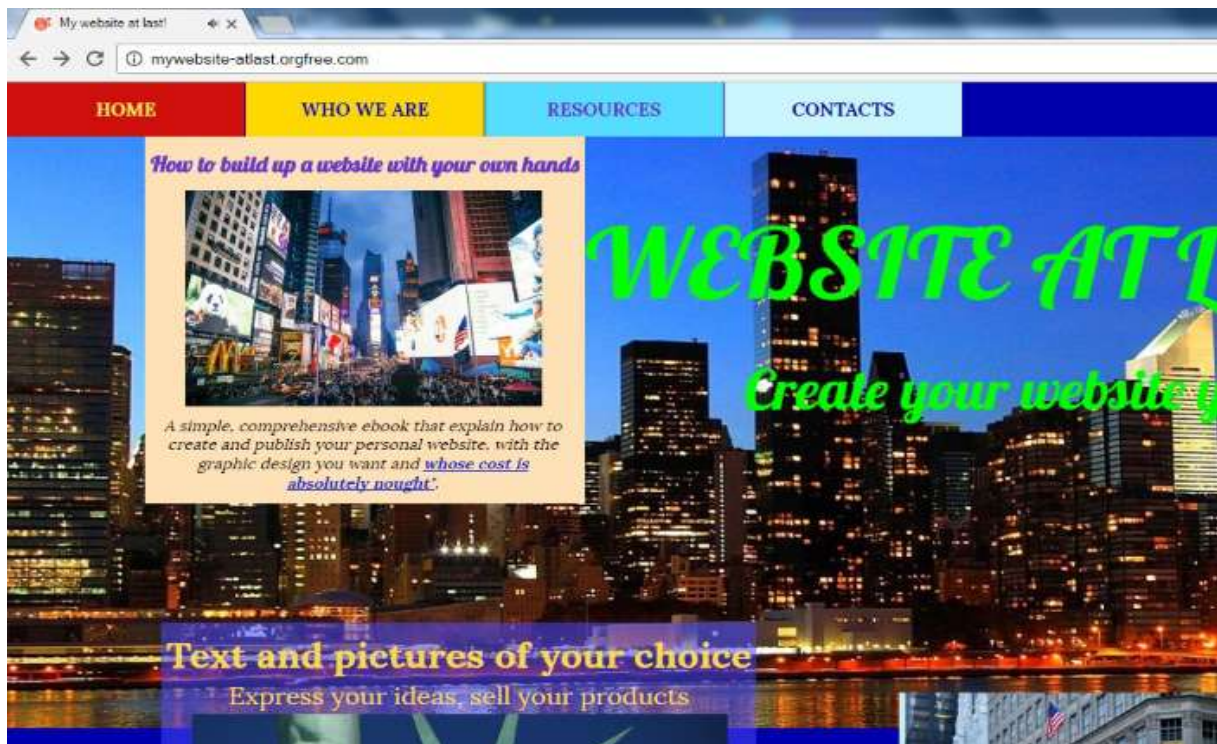 My website at last!
mywebsite-atlast.orgfree.com
HOME
WHO WE ARE
RESOURCES
CONTACTS
How to build up a website with your own hands
A simple, comprehensive ebook that explain how to
create and publish your personal website, with the
graphic design you want and whose cost is
absolutely nought'.
WEBSITE AT L
Create your website y
Text and pictures of your choice
Express your ideas, sell your products